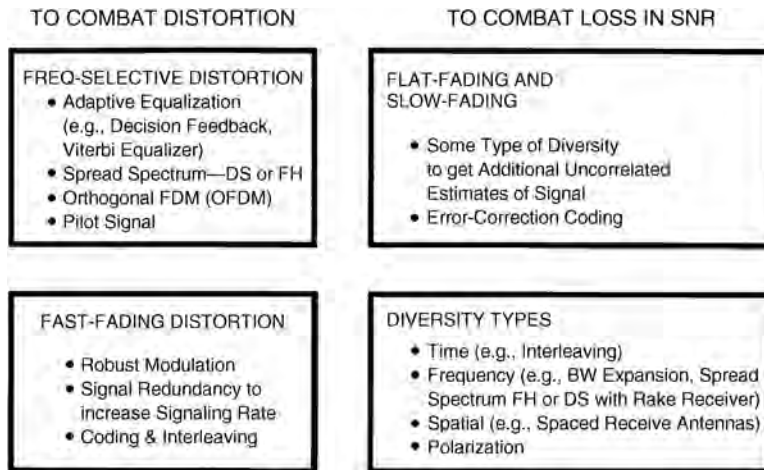 TO COMBAT DISTORTION
TO COMBAT LOSS IN SNR
FREQ-SELECTIVE DISTORTION
• Adaptive Equalization
(e.g., Decision Feedback,
Viterbi Equalizer)
• Spread Spectrum—DS or FH
• Orthogonal FDM (OFDM)
• Pilot Signal
FLAT-FADING AND
SLOW-FADING
• Some Type of Diversity
to get Additional Uncorrelated
Estimates of Signal
• Error-Correction Coding
FAST-FADING DISTORTION
• Robust Modulation
• Signal Redundancy to
increase Signaling Rate
• Coding & Interleaving
DIVERSITY TYPES
• Time (e.g., Interleaving)
• Frequency (e.g., BW Expansion, Spread
Spectrum FH or DS with Rake Receiver)
• Spatial (e.g., Spaced Receive Antennas)
• Polarization